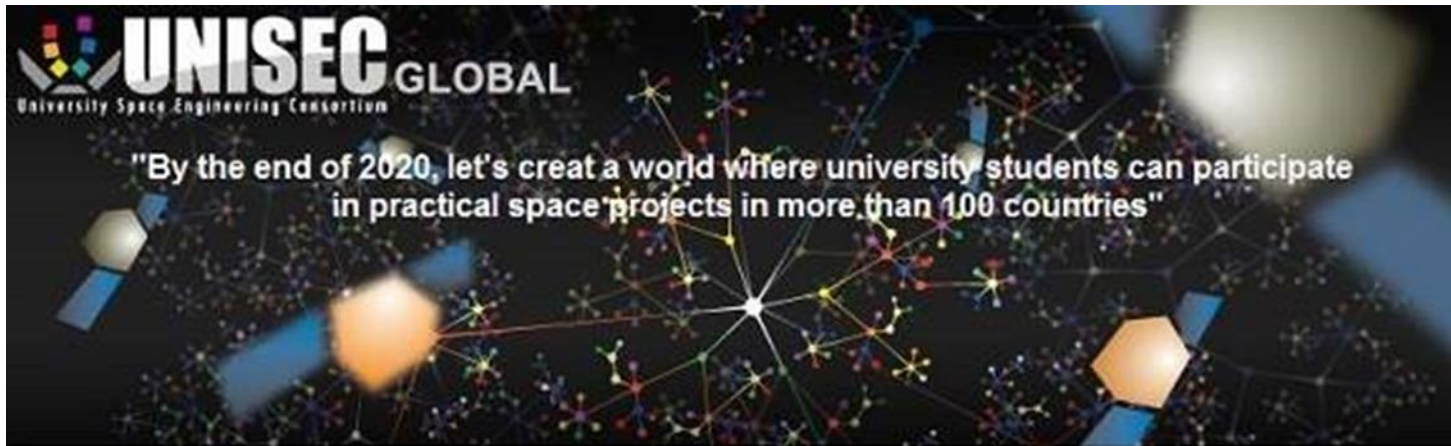 UNISEC GLOBAL
University Space Engineering Consortium
"By the end of 2020, let's creat a world where university students can participate
in practical space projects in more than 100 countries"